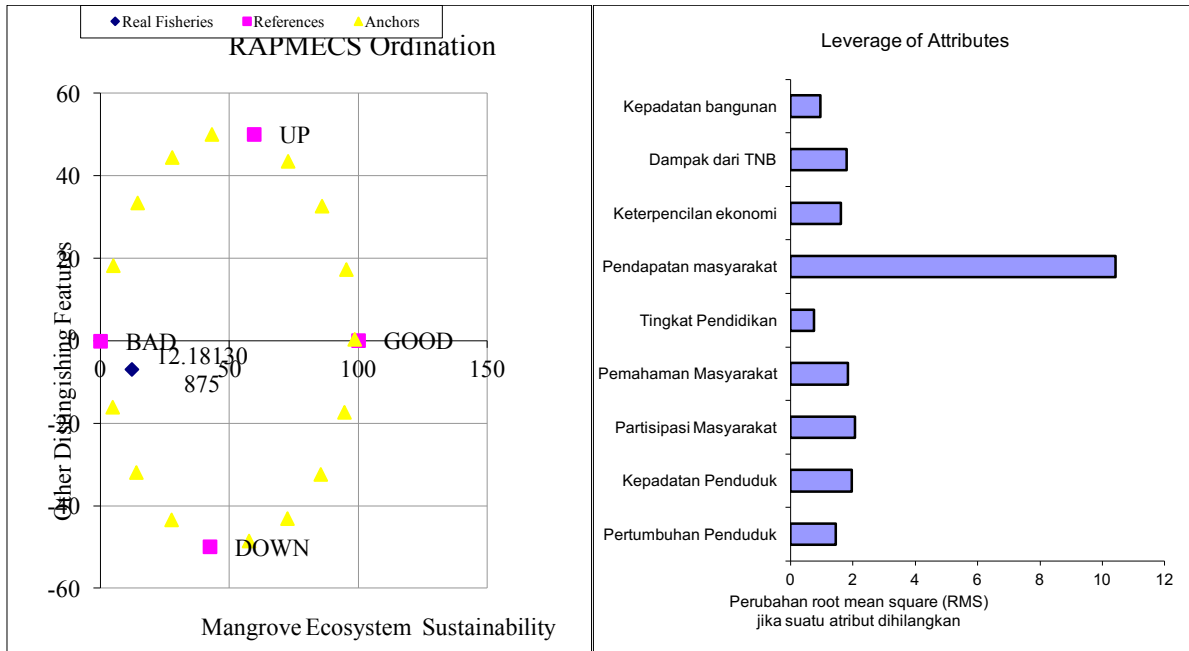 Real Fisheries References Anchors
RAPMECS Ordination
60
UP
40
20
Other Distingishing Features
0
BAD
GOOD
0 50 100 150
12.18130
875
-20
-40
DOWN
-60
Mangrove Ecosystem Sustainability
Leverage of Attributes
Kepadatan bangunan
Dampak dari TNB
Keterpencilan ekonomi
Pendapatan masyarakat
Tingkat Pendidikan
Pemahaman Masyarakat
Partisipasi Masyarakat
Kepadatan Penduduk
Pertumbuhan Penduduk
0 2 4 6 8 10 12
Perubahan root mean square (RMS)
jika suatu atribut dihilangkan